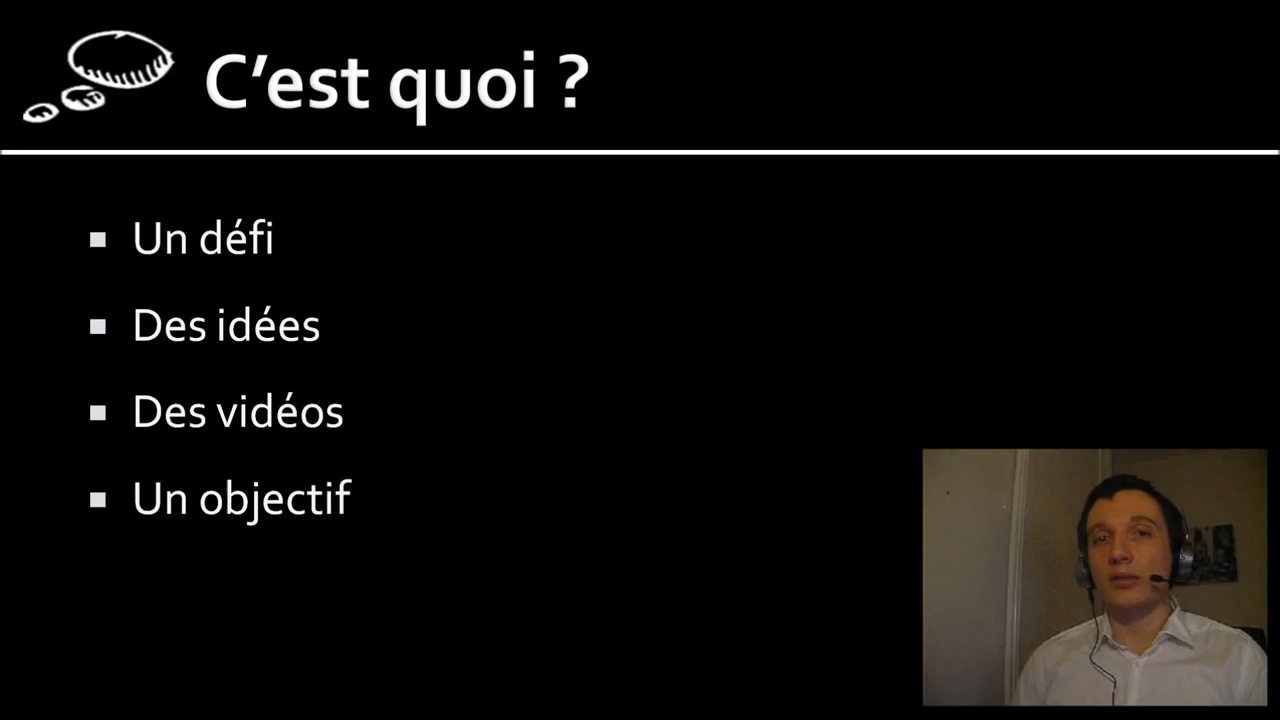 C’est quoi ?
Un défi
Des idées
Des vidéos
Un objectif